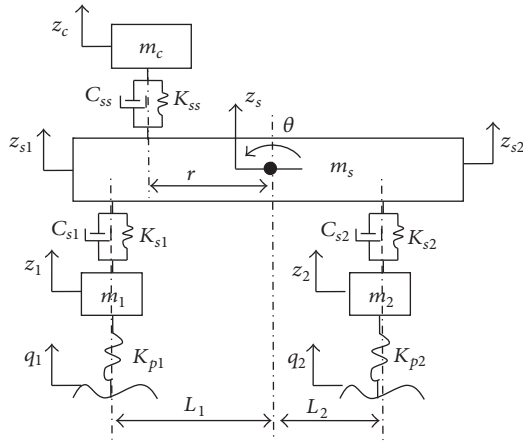 z_c
m_c
C_ss
K_ss
z_s
θ
z_s1
z_s2
m_s
r
C_s1
K_s1
C_s2
K_s2
z_1
z_2
m_1
m_2
q_1
K_p1
q_2
K_p2
L_1
L_2